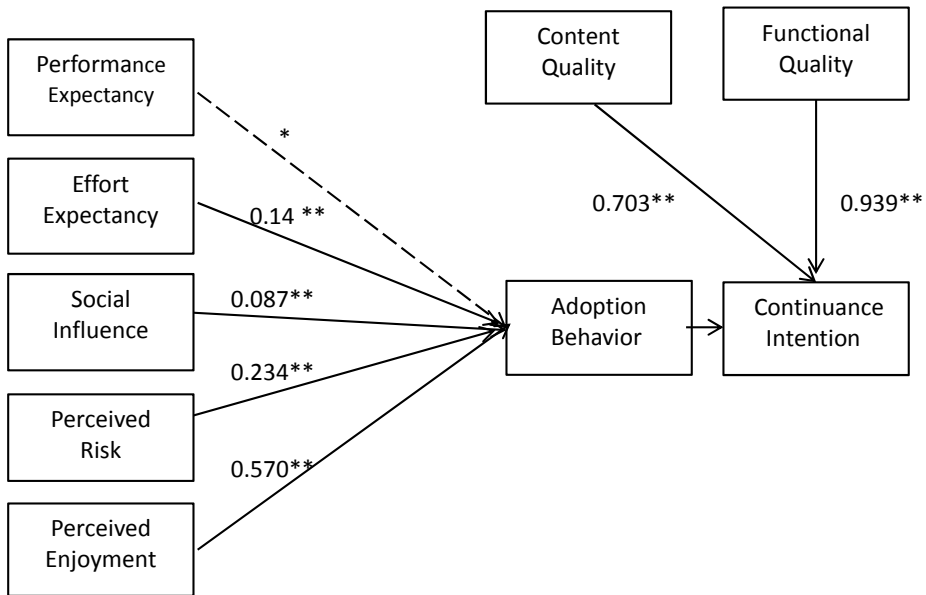 Performance
Expectancy
Effort
Expectancy
Social
Influence
Perceived
Risk
Perceived
Enjoyment
*
0.14 **
0.087**
0.234**
0.570**
Content
Quality
Functional
Quality
0.703**
0.939**
Adoption
Behavior
Continuance
Intention